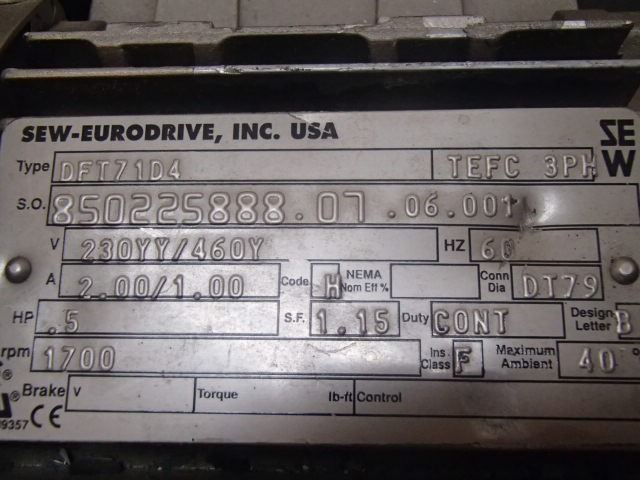 SEW-EURODRIVE, INC. USA SEW
Type DFT71D4 TEFC 3PH
S.O. 850225888.07.06.001
V 230YY/460Y HZ 60
A 2.00/1.00 Code H NEMA Nom Eff % Conn Dia DT79
HP .5 S.F. 1.15 Duty CONT Design Letter B
rpm 1700 Ins. Class F Maximum Ambient 40°
® Brake V Torque lb-ft Control
® CE
9357